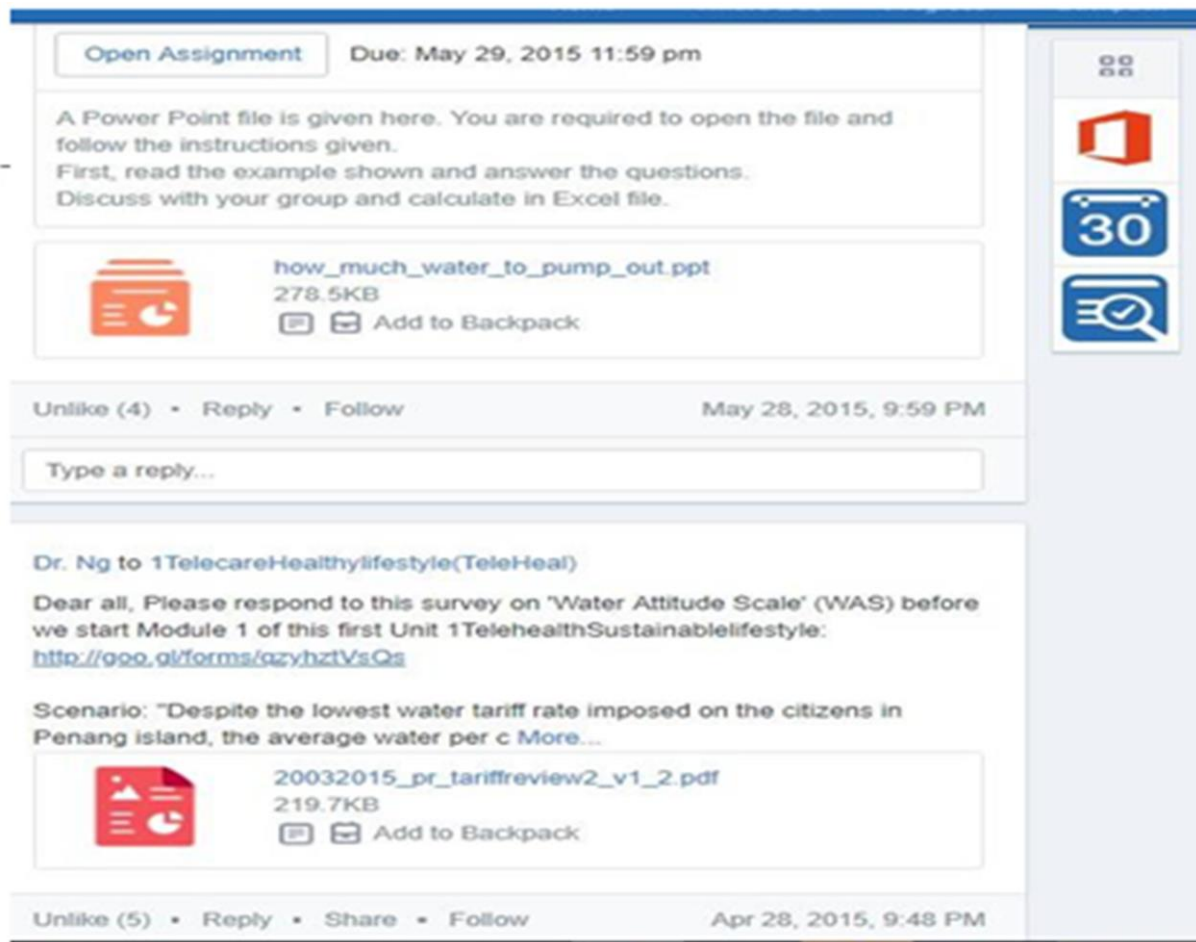 Open Assignment Due: May 29, 2015 11:59 pm
A Power Point file is given here. You are required to open the file and
follow the instructions given.
First, read the example shown and answer the questions.
Discuss with your group and calculate in Excel file.
how_much_water_to_pump_out.ppt
278.5KB
Add to Backpack
Unlike (4) • Reply • Follow May 28, 2015, 9:59 PM
Type a reply...
Dr. Ng to 1TelecareHealthylifestyle(TeleHeal)
Dear all, Please respond to this survey on 'Water Attitude Scale' (WAS) before
we start Module 1 of this first Unit 1TelehealthSustainablelifestyle:
http://goo.gl/forms/qzyhztVsQs
Scenario: "Despite the lowest water tariff rate imposed on the citizens in
Penang island, the average water per c More...
20032015_pr_tariffreview2_v1_2.pdf
219.7KB
Add to Backpack
Unlike (5) • Reply • Share • Follow Apr 28, 2015, 9:48 PM
30